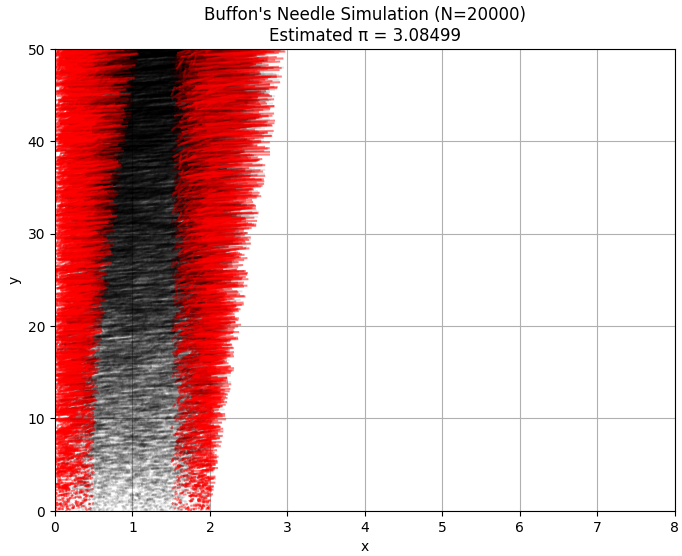 Buffon's Needle Simulation (N=20000)
Estimated π = 3.08499
50
40
30
20
10
0
y
0 1 2 3 4 5 6 7 8
x